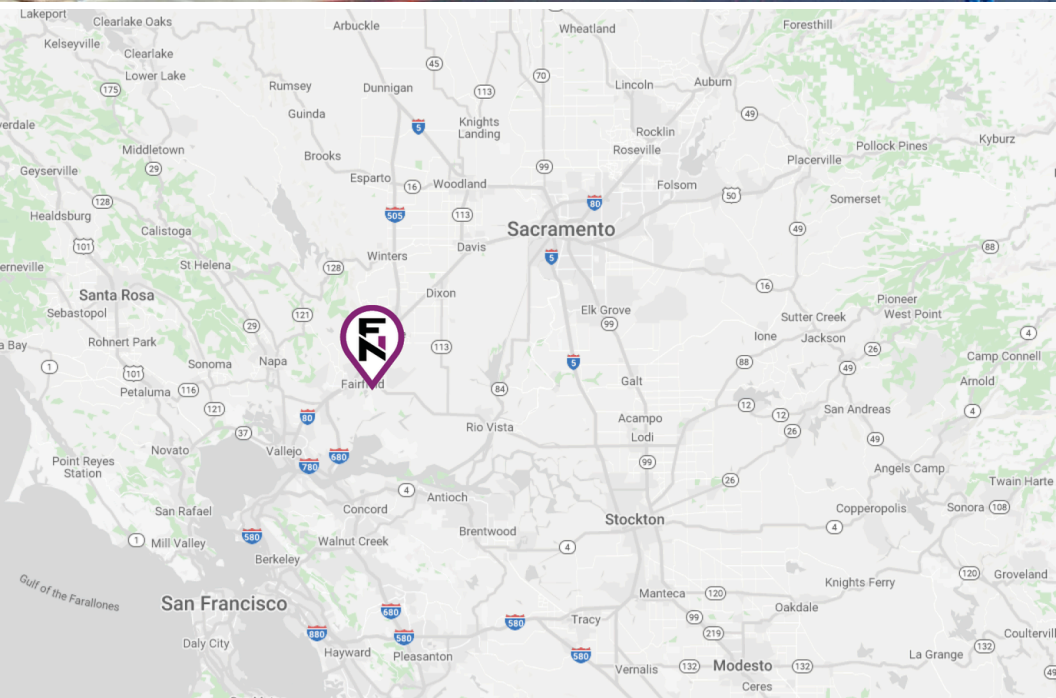 Lakeport
Clearlake Oaks
Arbuckle
Wheatland
Foresthill
Kelseyville
Clearlake
45
70
Lower Lake
175
Rumsey
Dunnigan
113
Lincoln
Auburn
Guinda
5
Knights
Landing
49
verdale
Rocklin
Kyburz
Middletown
Brooks
Roseville
Pollock Pines
29
99
Placerville
Geyserville
Esparto
16
Woodland
Folsom
50
128
505
113
80
Somerset
Healdsburg
Calistoga
Sacramento
49
101
Davis
88
erneville
St Helena
128
Winters
5
Santa Rosa
Dixon
16
Pioneer
Sebastopol
121
Elk Grove
Sutter Creek
West Point
29
99
Ione
Jackson
4
a Bay
Rohnert Park
FN
113
26
1
101
Sonoma
Napa
5
88
49
Camp Connell
Petaluma
116
84
Galt
Arnold
121
80
12
12
San Andreas
4
37
Rio Vista
Acampo
26
Novato
Vallejo
680
Lodi
49
Point Reyes
Station
780
99
Angels Camp
4
Antioch
26
Twain Harte
San Rafael
Concord
Stockton
Copperopolis
Sonora
108
1
Mill Valley
580
Walnut Creek
Brentwood
4
4
Berkeley
120
Groveland
Gulf of the Farallones
Manteca
120
Knights Ferry
San Francisco
680
580
Tracy
99
Oakdale
Daly City
880
580
219
Coultervill
Hayward
Pleasanton
580
La Grange
132
Vernalis
132
Modesto
132
49
Ceres